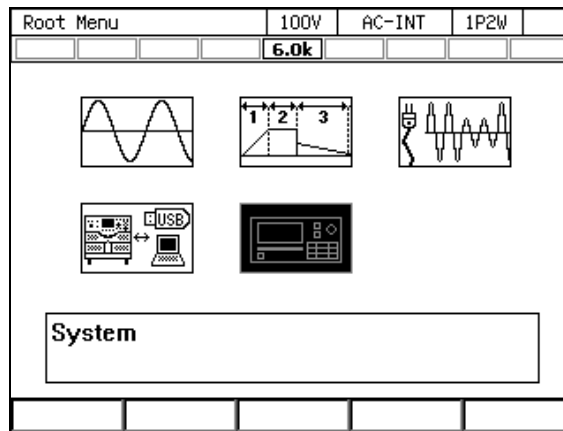 Root Menu 100V AC-INT 1P2W
6.0k
1 2 3
USB
System